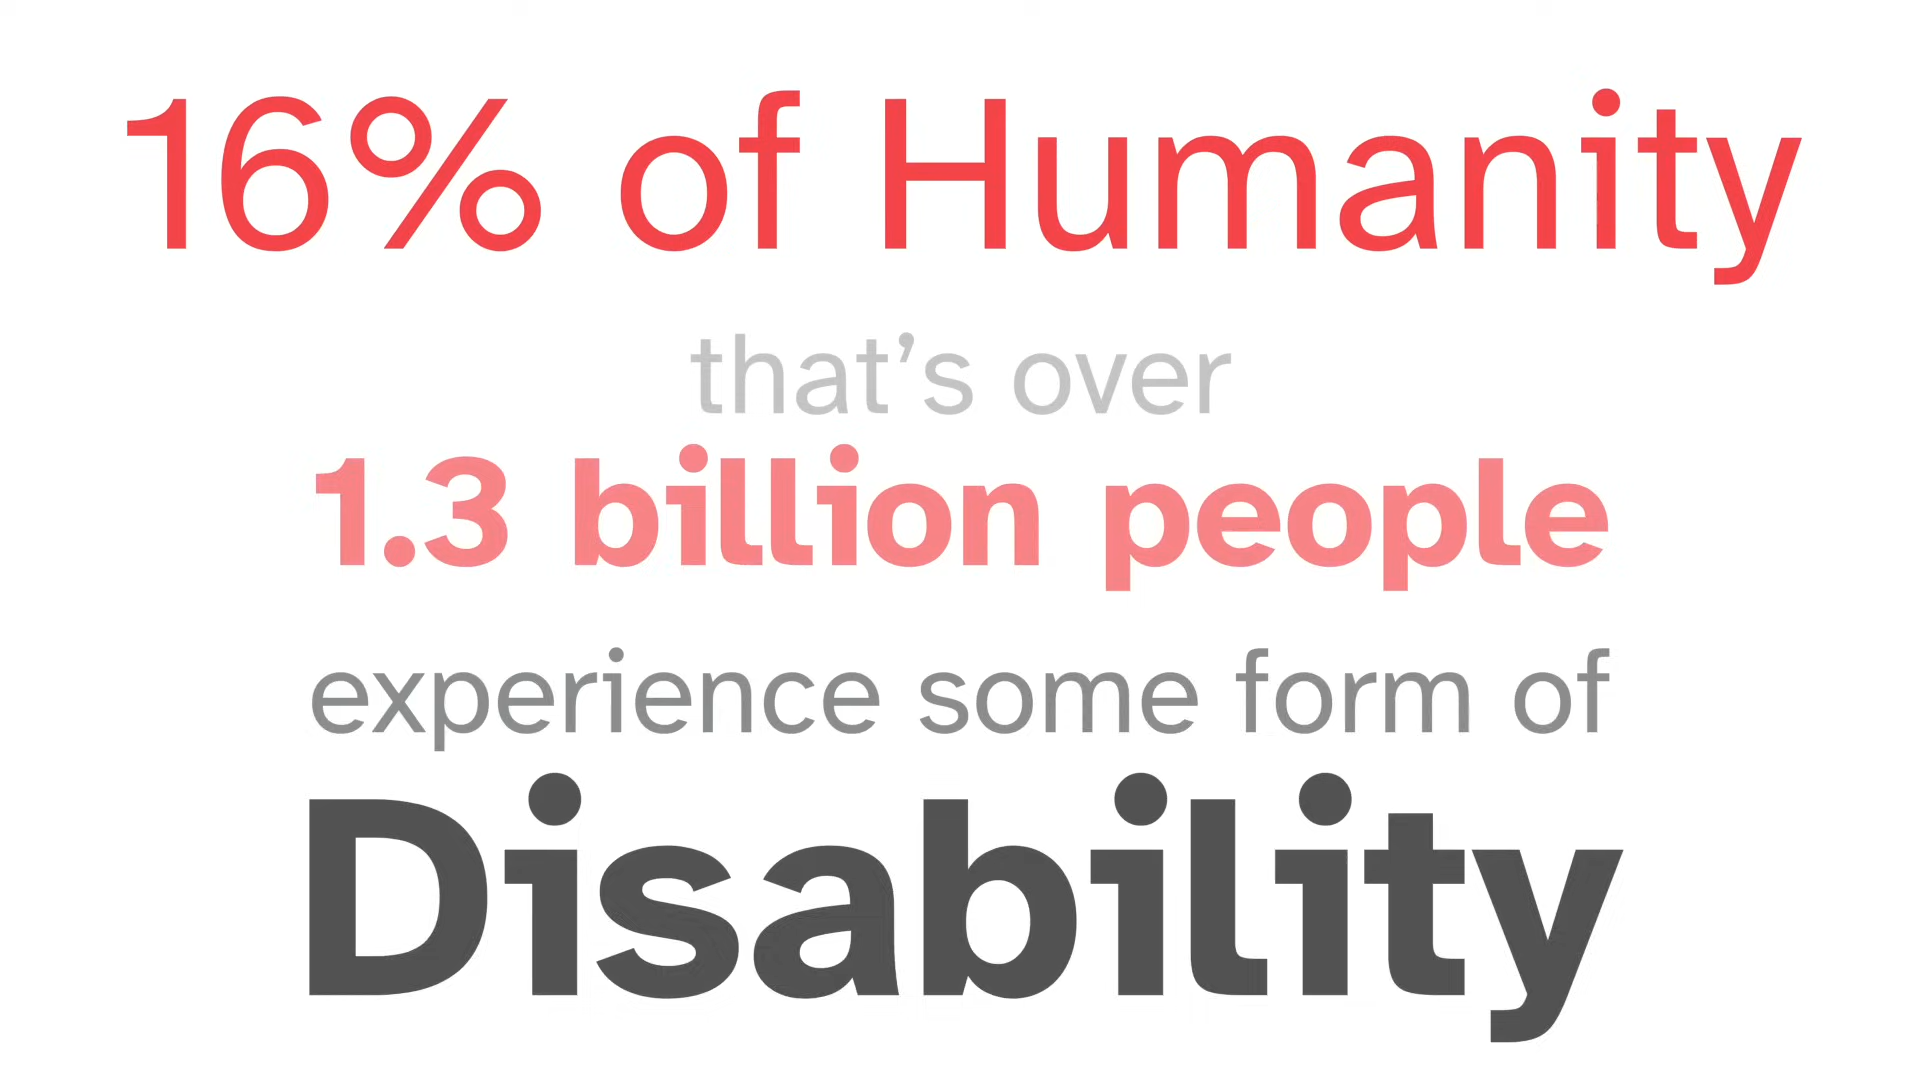 16% of Humanity
that’s over
1.3 billion people
experience some form of
Disability